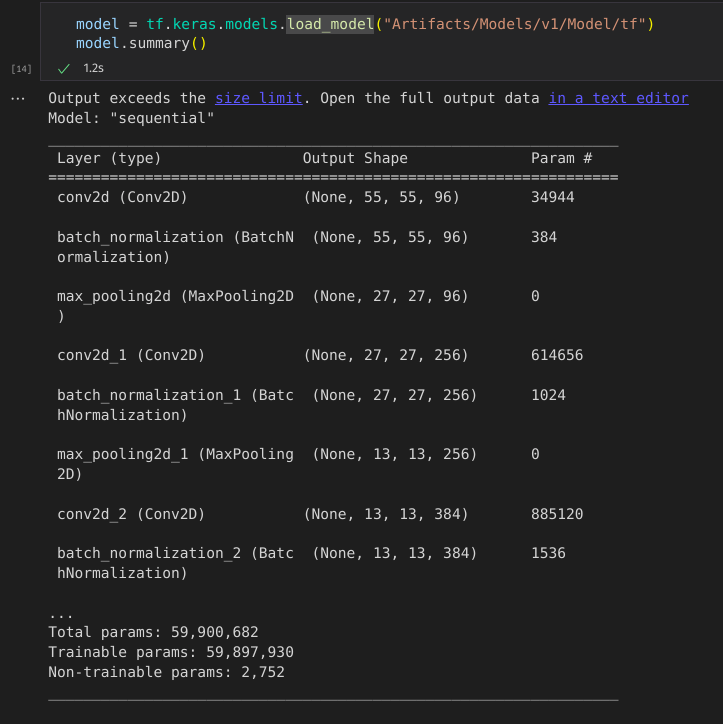 model = tf.keras.models.load_model("Artifacts/Models/v1/Model/tf")
model.summary()
[14]
✓ 1.2s
... Output exceeds the size limit. Open the full output data in a text editor
Model: "sequential"
_________________________________________________________________
Layer (type) Output Shape Param #
=================================================================
conv2d (Conv2D) (None, 55, 55, 96) 34944
batch_normalization (BatchN (None, 55, 55, 96) 384
ormalization)
max_pooling2d (MaxPooling2D (None, 27, 27, 96) 0
)
conv2d_1 (Conv2D) (None, 27, 27, 256) 614656
batch_normalization_1 (Batc (None, 27, 27, 256) 1024
hNormalization)
max_pooling2d_1 (MaxPooling (None, 13, 13, 256) 0
2D)
conv2d_2 (Conv2D) (None, 13, 13, 384) 885120
batch_normalization_2 (Batc (None, 13, 13, 384) 1536
hNormalization)
...
Total params: 59,900,682
Trainable params: 59,897,930
Non-trainable params: 2,752
_________________________________________________________________